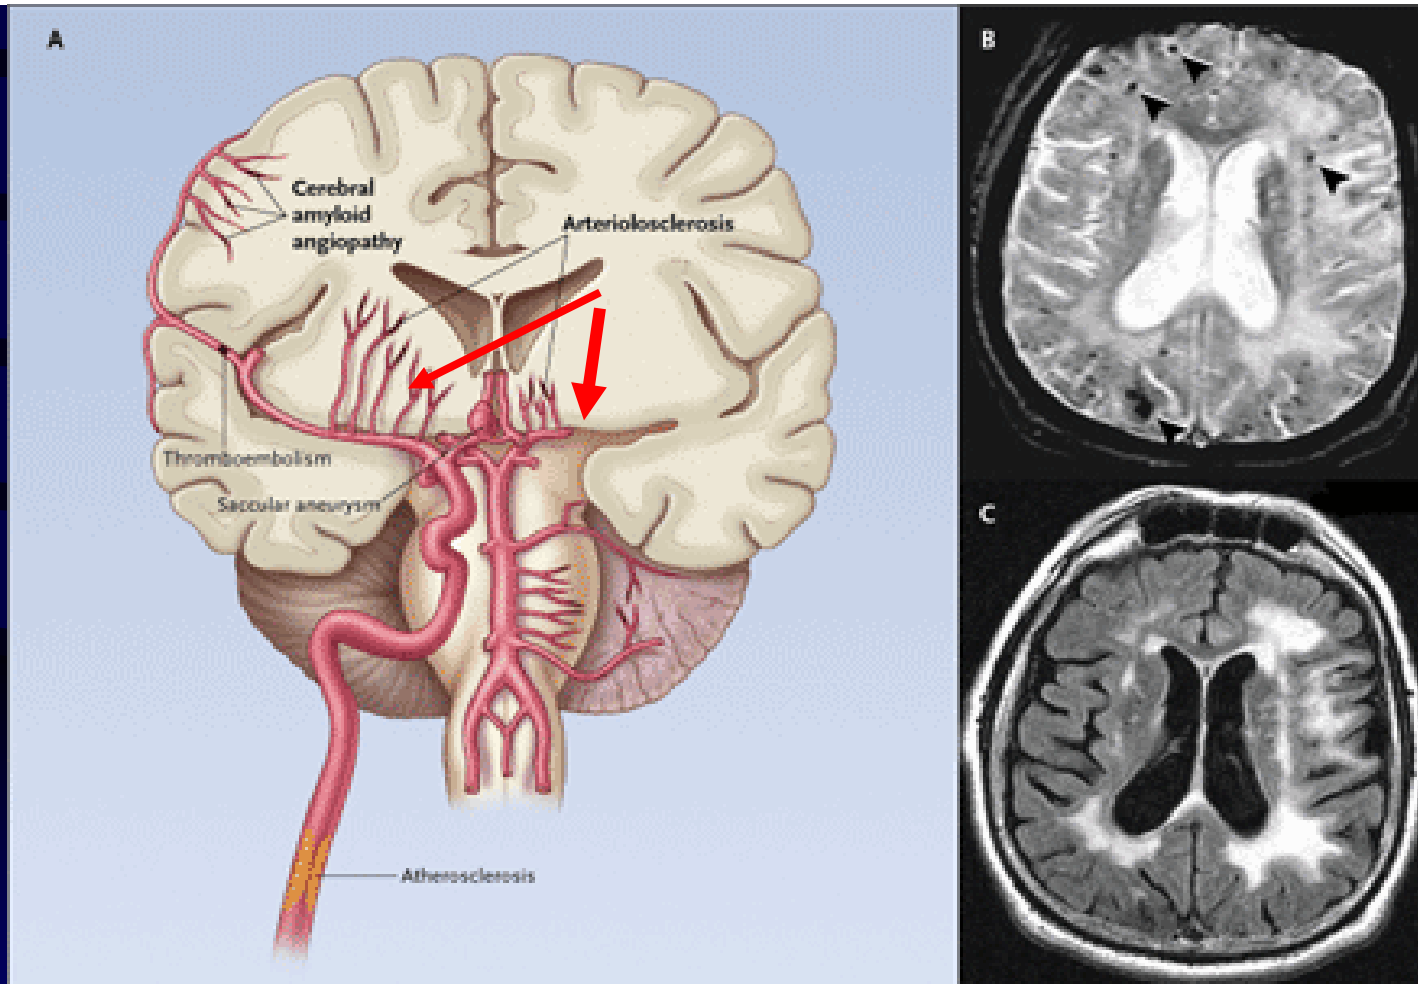 A
B
Cerebral
amyloid
angiopathy
Arteriolosclerosis
Thromboembolism
Saccular aneurysm
C
Atherosclerosis